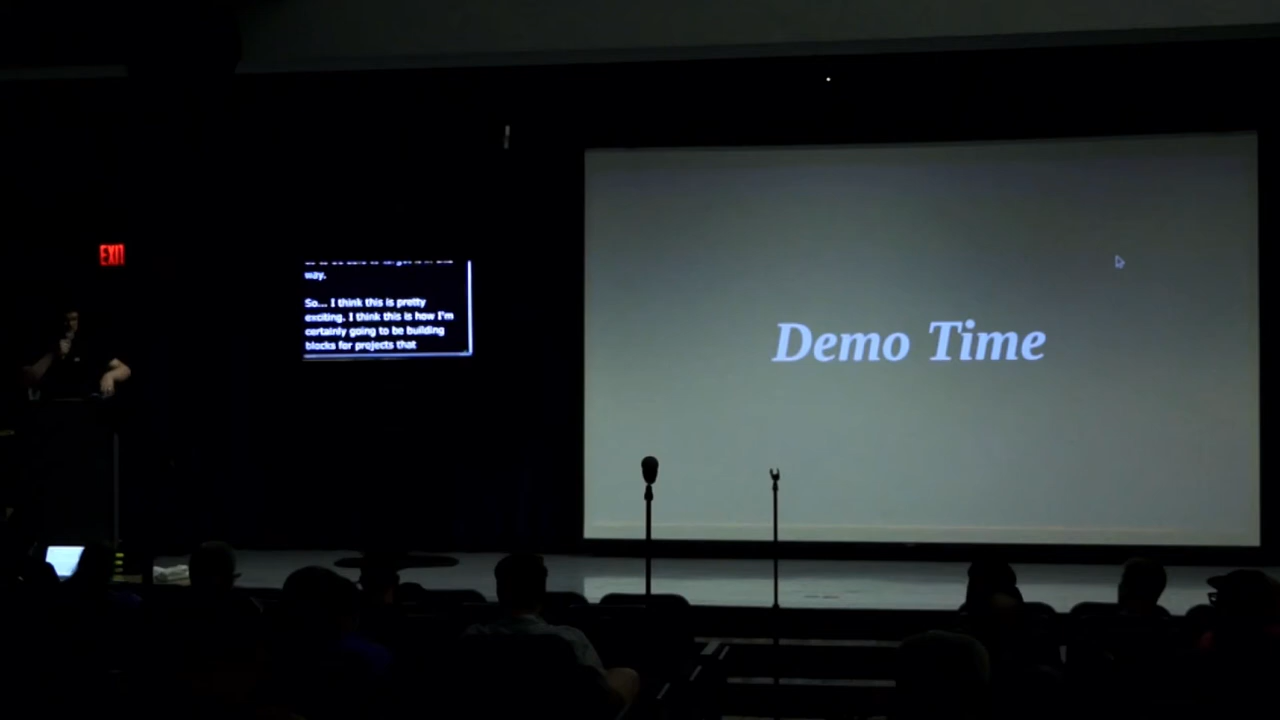 EXIT
way.
So... I think this is pretty
exciting. I think this is how I'm
certainly going to be building
blocks for projects that
Demo Time